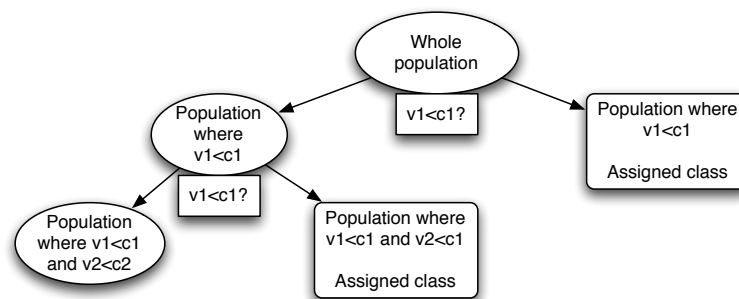 Whole
population
v1<c1?
Population where
v1<c1
Assigned class
Population
where
v1<c1
v1<c1?
Population
where v1<c1
and v2<c2
Population where
v1<c1 and v2<c1
Assigned class